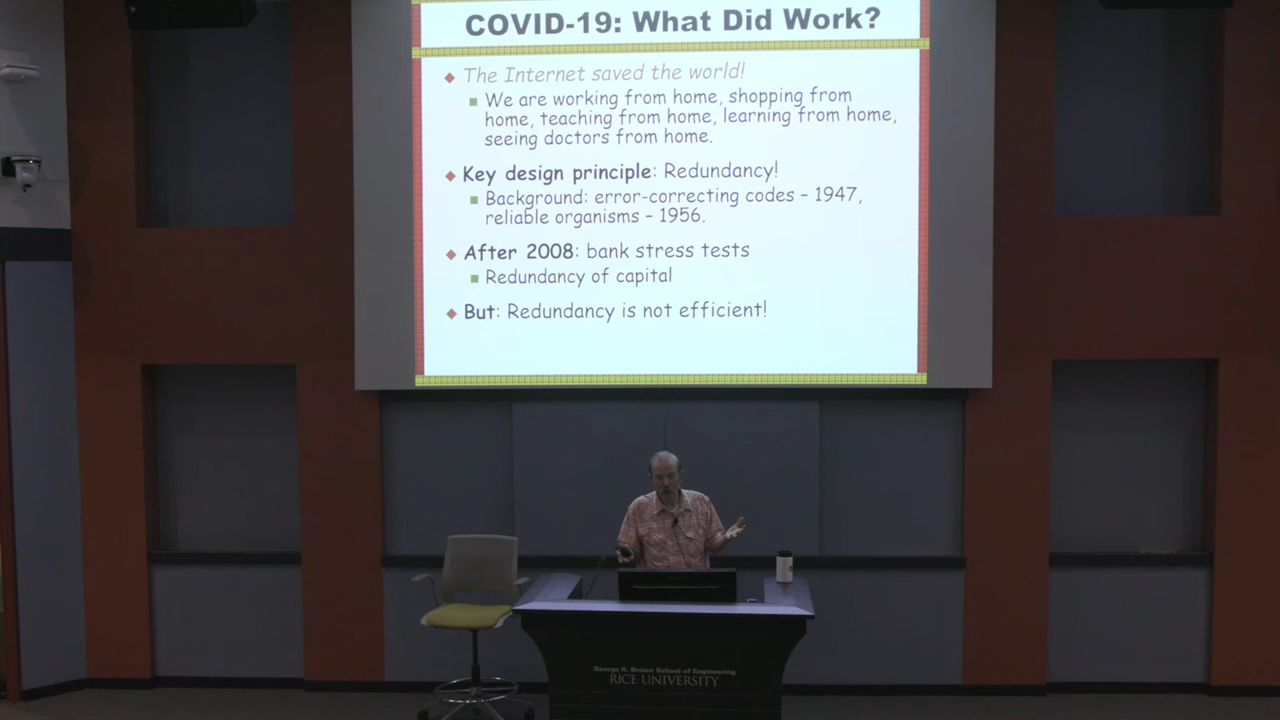 COVID-19: What Did Work?
The Internet saved the world!
We are working from home, shopping from
home, teaching from home, learning from home,
seeing doctors from home.
Key design principle: Redundancy!
Background: error-correcting codes – 1947,
reliable organisms – 1956.
After 2008: bank stress tests
Redundancy of capital
But: Redundancy is not efficient!
George R. Brown School of Engineering
RICE UNIVERSITY